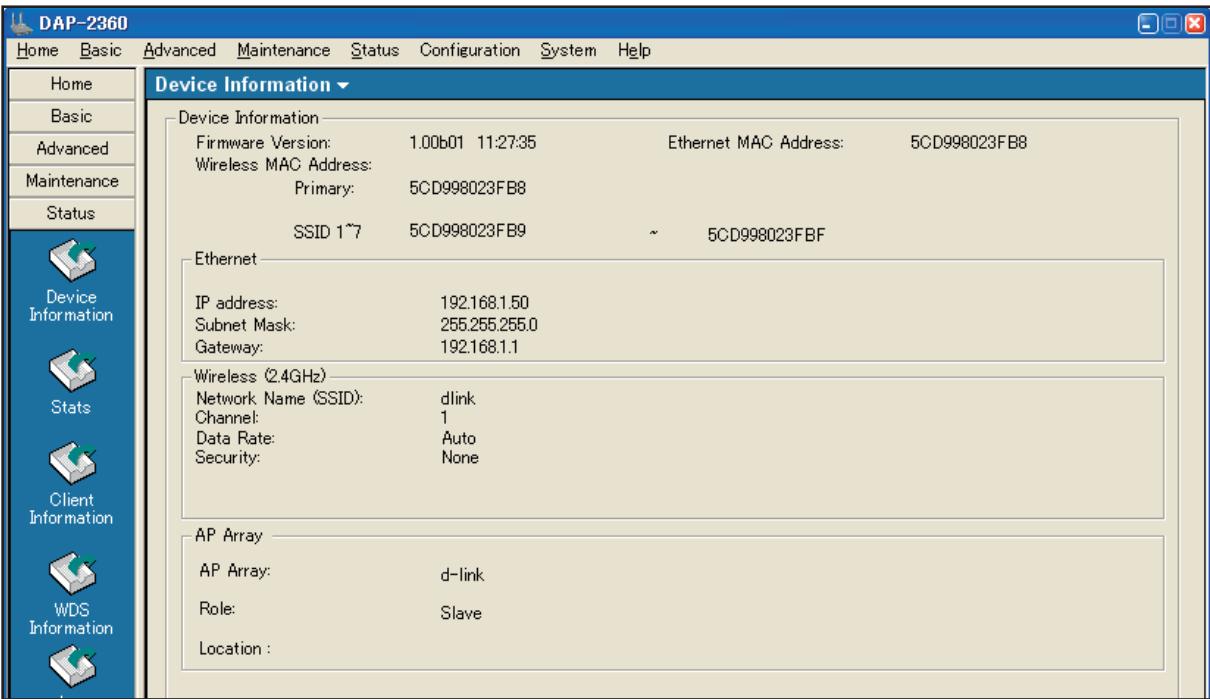 DAP-2360
Home Basic Advanced Maintenance Status Configuration System Help
Home
Basic
Advanced
Maintenance
Status
Device Information
Stats
Client Information
WDS Information
Device Information
Device Information
Firmware Version: 1.00b01 11:27:35 Ethernet MAC Address: 5CD998023FB8
Wireless MAC Address:
Primary: 5CD998023FB8
SSID 1~7 5CD998023FB9 ~ 5CD998023FBF
Ethernet
IP address: 192.168.1.50
Subnet Mask: 255.255.255.0
Gateway: 192.168.1.1
Wireless (2.4GHz)
Network Name (SSID): dlink
Channel: 1
Data Rate: Auto
Security: None
AP Array
AP Array: d-link
Role: Slave
Location :